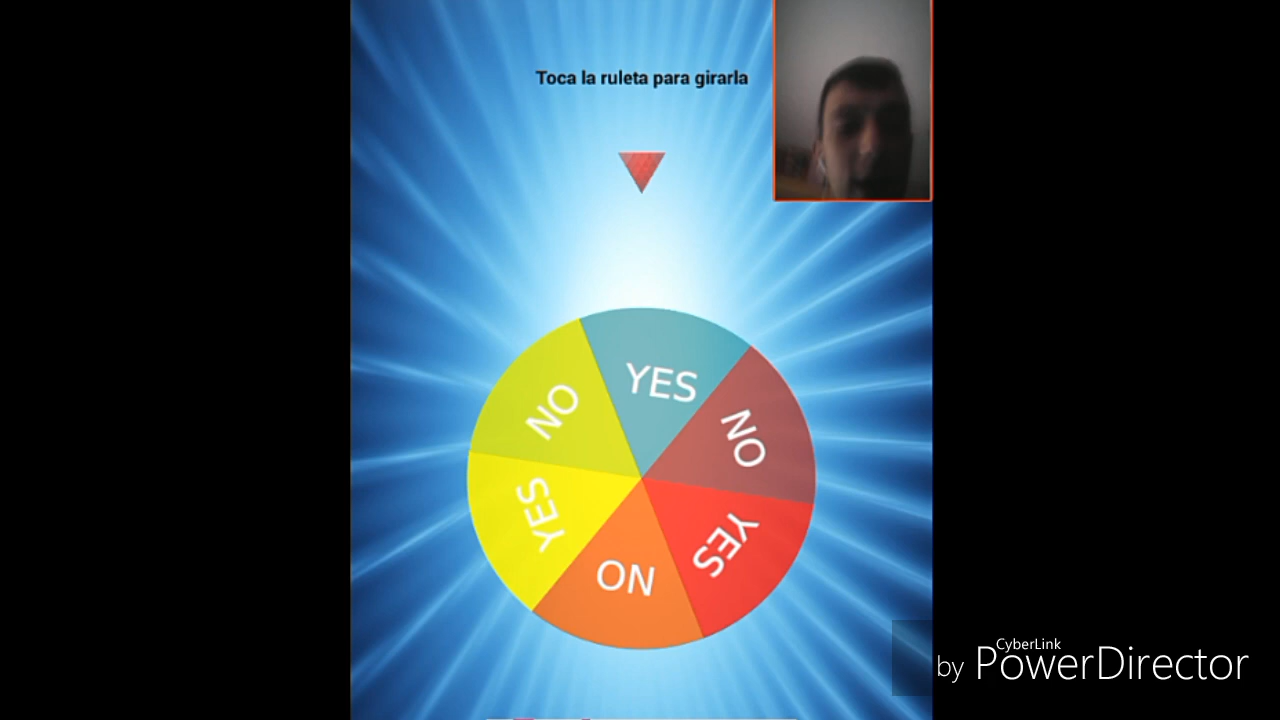 Toca la ruleta para girarla
YES
NO
NO
YES
YES
NO
CyberLink
by PowerDirector